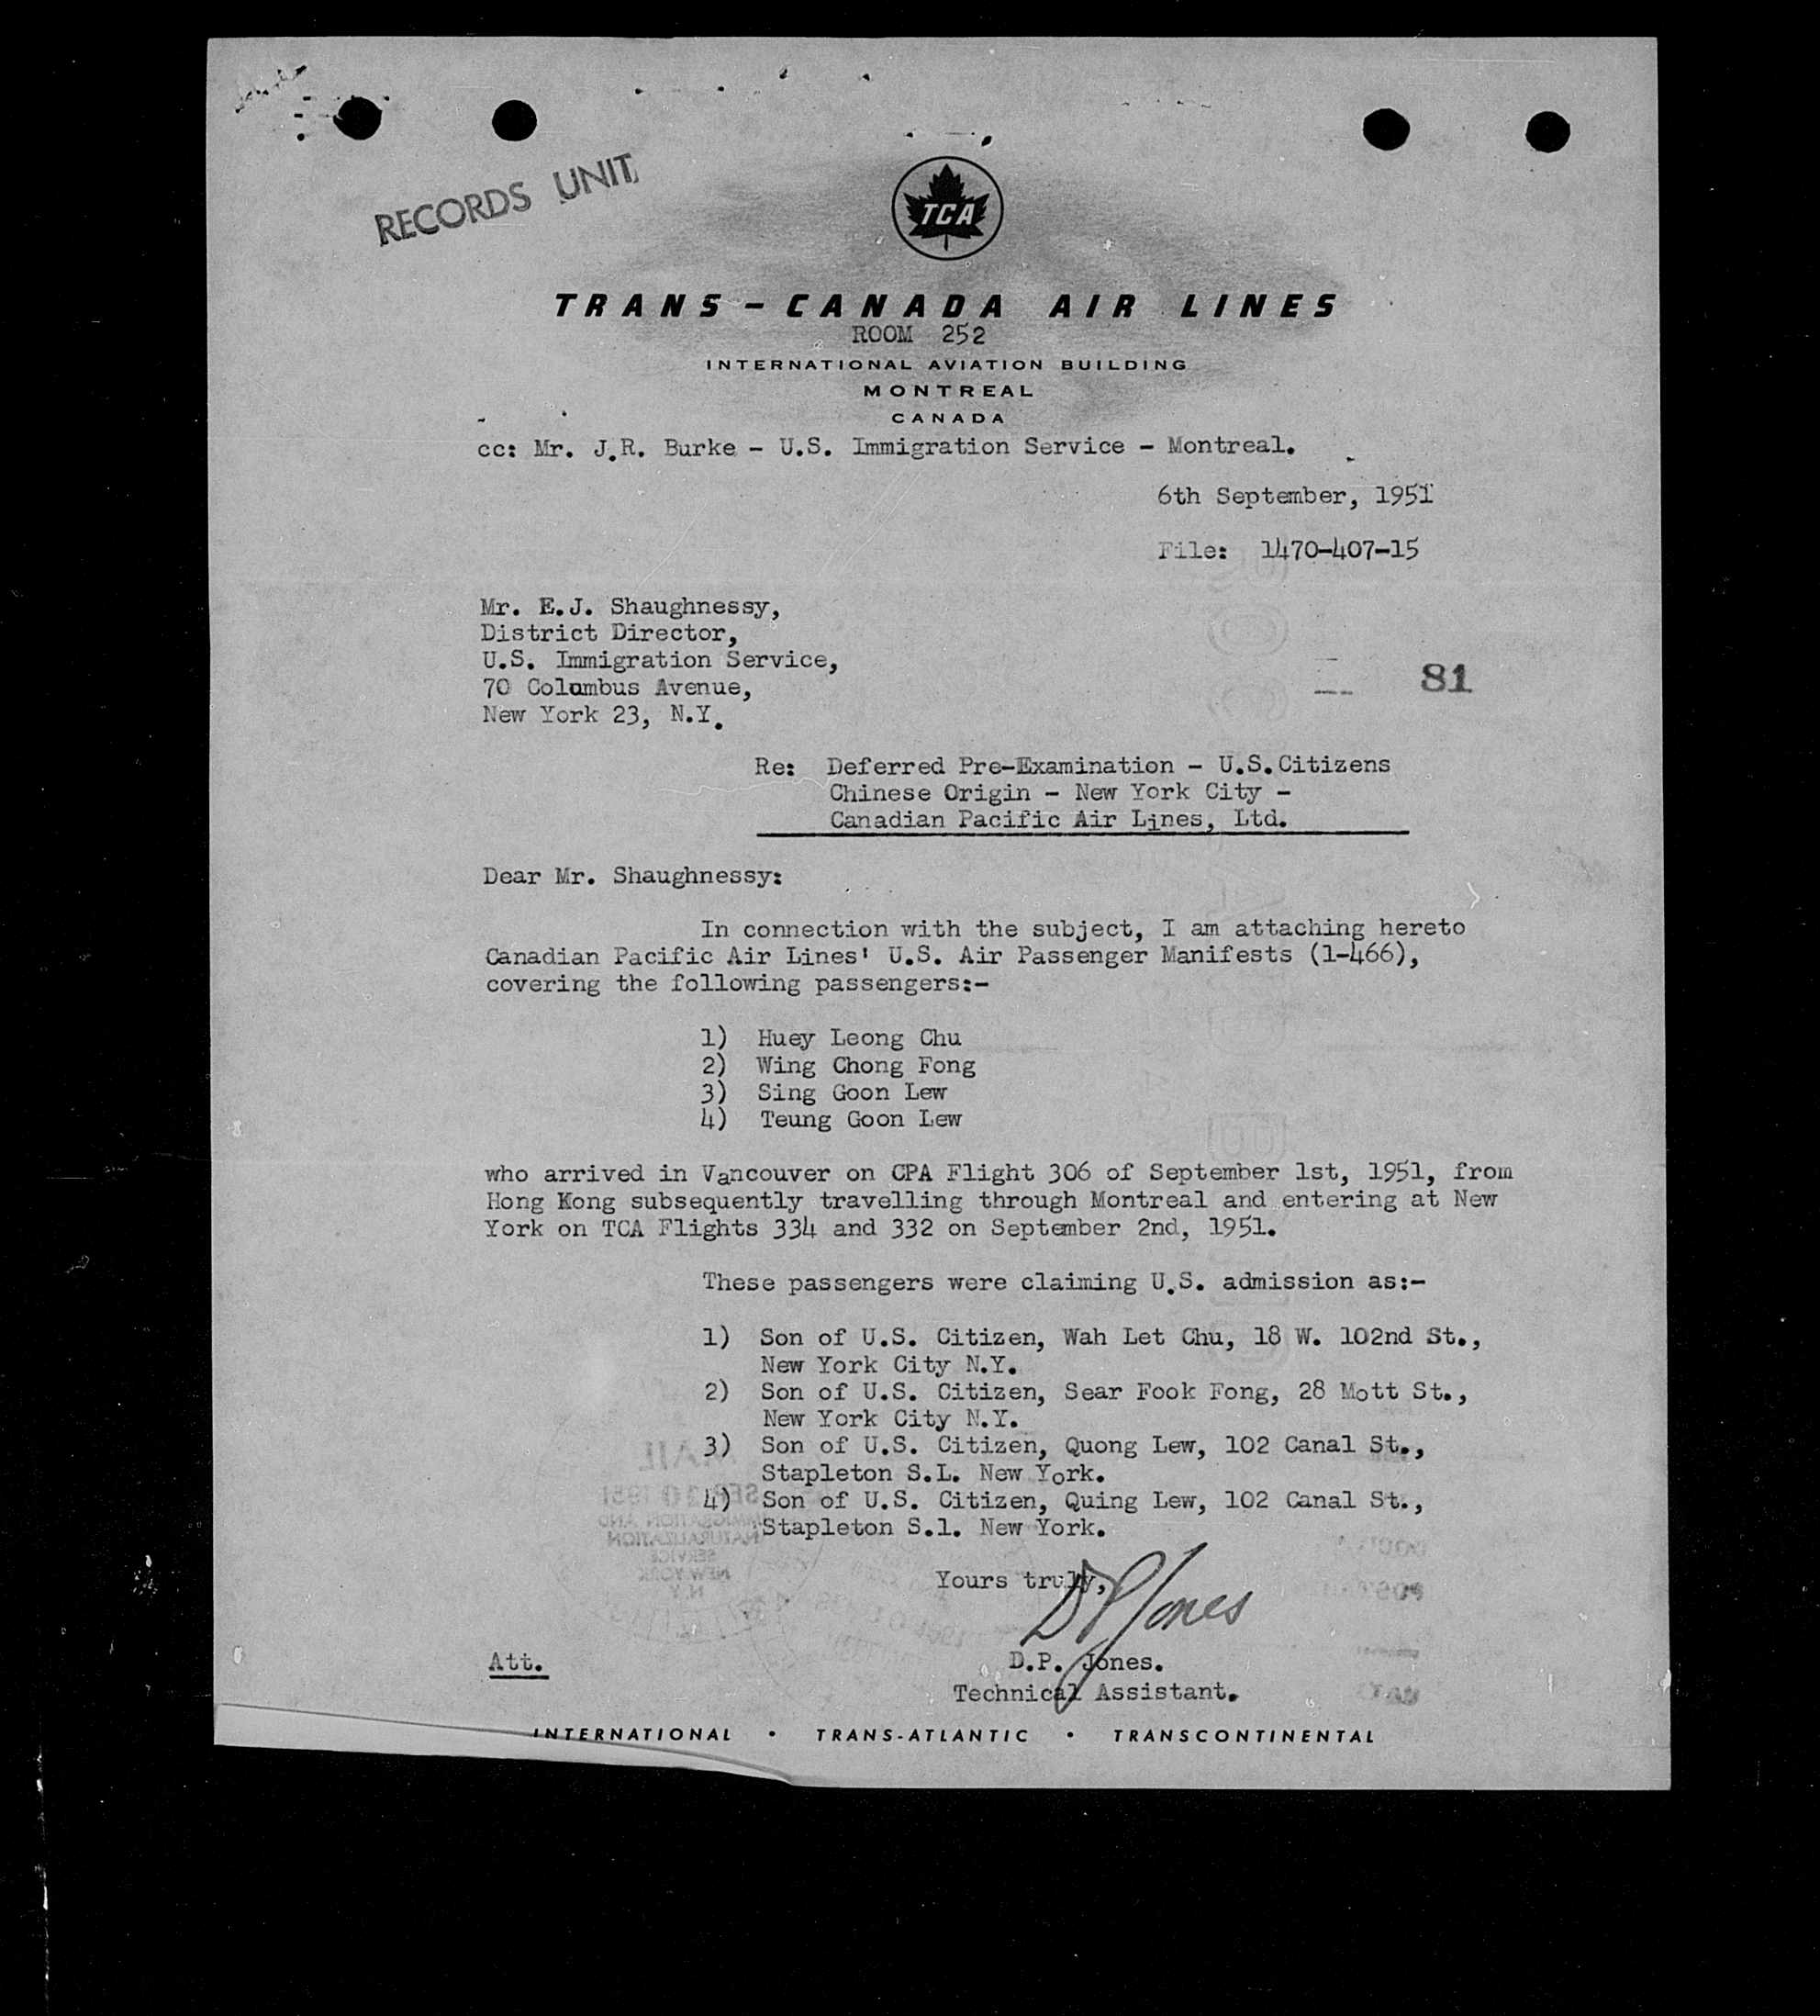 RECORDS UNIT
TCA
TRANS-CANADA AIR LINES
ROOM 252
INTERNATIONAL AVIATION BUILDING
MONTREAL
CANADA
cc: Mr. J.R. Burke - U.S. Immigration Service - Montreal.
6th September, 1951
File: 1470-407-15
Mr. E.J. Shaughnessy,
District Director,
U.S. Immigration Service,
70 Columbus Avenue,
New York 23, N.Y.
81
Re: Deferred Pre-Examination - U.S.Citizens
Chinese Origin - New York City -
Canadian Pacific Air Lines, Ltd.
Dear Mr. Shaughnessy:
In connection with the subject, I am attaching hereto
Canadian Pacific Air Lines' U.S. Air Passenger Manifests (1-466),
covering the following passengers:-
1) Huey Leong Chu
2) Wing Chong Fong
3) Sing Goon Lew
4) Teung Goon Lew
who arrived in Vancouver on CPA Flight 306 of September 1st, 1951, from
Hong Kong subsequently travelling through Montreal and entering at New
York on TCA Flights 334 and 332 on September 2nd, 1951.
These passengers were claiming U.S. admission as:-
1) Son of U.S. Citizen, Wah Let Chu, 18 W. 102nd St.,
New York City N.Y.
2) Son of U.S. Citizen, Sear Fook Fong, 28 Mott St.,
New York City N.Y.
3) Son of U.S. Citizen, Quong Lew, 102 Canal St.,
Stapleton S.L. New York.
4) Son of U.S. Citizen, Quing Lew, 102 Canal St.,
Stapleton S.l. New York.
Yours truly,
DP Jones
Att.
D.P. Jones.
Technical Assistant.
INTERNATIONAL • TRANS-ATLANTIC • TRANSCONTINENTAL